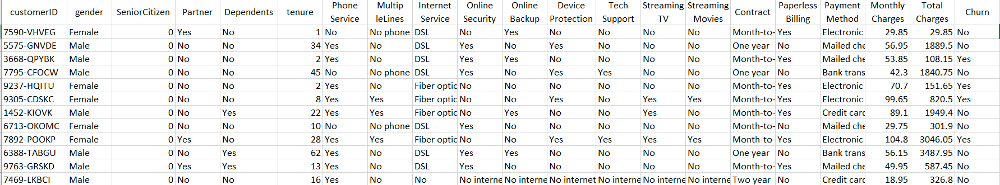 customerID gender SeniorCitizen Partner Dependents tenure Phone Service Multip leLines Internet Service Online Security Online Backup Device Protection Tech Support Streaming TV Streaming Movies Contract Paperless Billing Payment Method Monthly Charges Total Charges Churn
7590-VHVEG Female 0 Yes No 1 No No phone DSL No Yes No No No No Month-to- Yes Electronic 29.85 29.85 No
5575-GNVDE Male 0 No No 34 Yes No DSL Yes No Yes No No No One year No Mailed che 56.95 1889.5 No
3668-QPYBK Male 0 No No 2 Yes No DSL Yes Yes No No No No Month-to- Yes Mailed che 53.85 108.15 Yes
7795-CFOCW Male 0 No No 45 No No phone DSL Yes No Yes Yes No No One year No Bank trans 42.3 1840.75 No
9237-HQITU Female 0 No No 2 Yes No Fiber optic No No No No No No Month-to- Yes Electronic 70.7 151.65 Yes
9305-CDSKC Female 0 No No 8 Yes Yes Fiber optic No No Yes No Yes Yes Month-to- Yes Electronic 99.65 820.5 Yes
1452-KIOVK Male 0 No Yes 22 Yes Yes Fiber optic No Yes No No Yes No Month-to- Yes Credit card 89.1 1949.4 No
6713-OKOMC Female 0 No No 10 No No phone DSL Yes No No No No No Month-to- No Mailed che 29.75 301.9 No
7892-POOKP Female 0 Yes No 28 Yes Yes Fiber optic No No Yes Yes Yes Yes Month-to- Yes Electronic 104.8 3046.05 Yes
6388-TABGU Male 0 No Yes 62 Yes No DSL Yes Yes No No No No One year No Bank trans 56.15 3487.95 No
9763-GRSKD Male 0 Yes Yes 13 Yes No DSL Yes No No No No No Month-to- Yes Mailed che 49.95 587.45 No
7469-LKBCI Male 0 No No 16 Yes No No No interne No interne No internet No interne No interne No interne Two year No Credit card 18.95 326.8 No